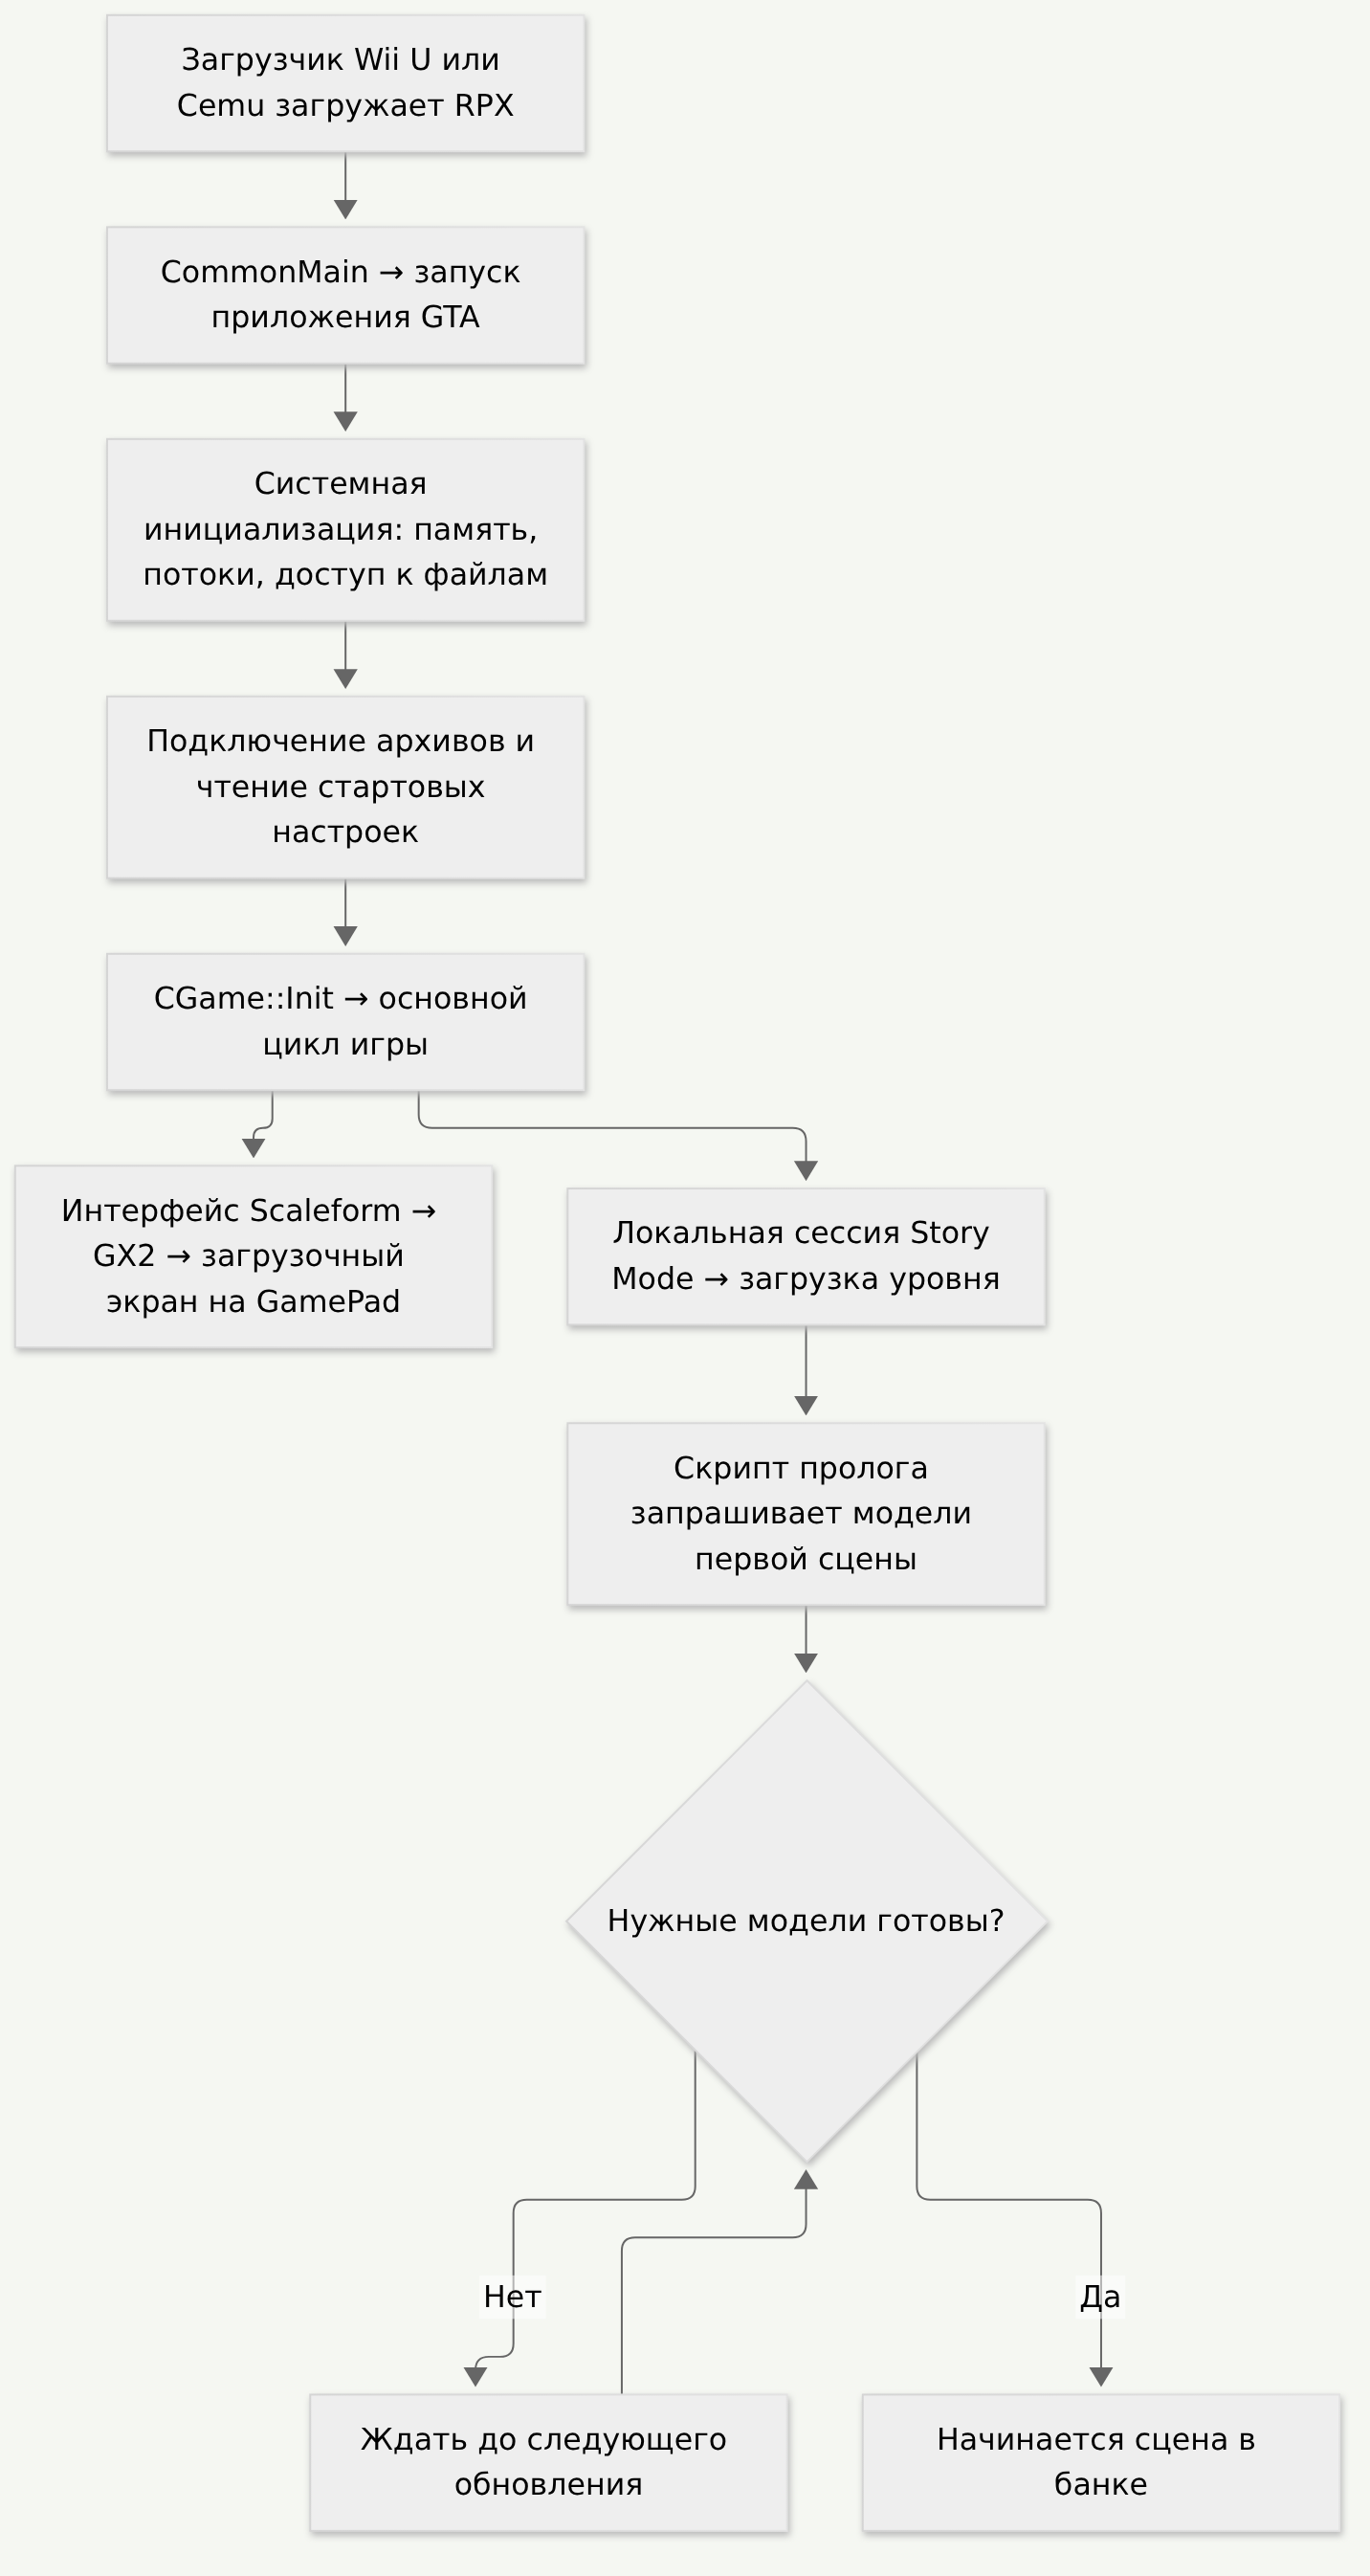 Загрузчик Wii U или
Cemu загружает RPX
CommonMain → запуск
приложения GTA
Системная
инициализация: память,
потоки, доступ к файлам
Подключение архивов и
чтение стартовых
настроек
CGame::Init → основной
цикл игры
Интерфейс Scaleform →
GX2 → загрузочный
экран на GamePad
Локальная сессия Story
Mode → загрузка уровня
Скрипт пролога
запрашивает модели
первой сцены
Нужные модели готовы?
Нет
Да
Ждать до следующего
обновления
Начинается сцена в
банке